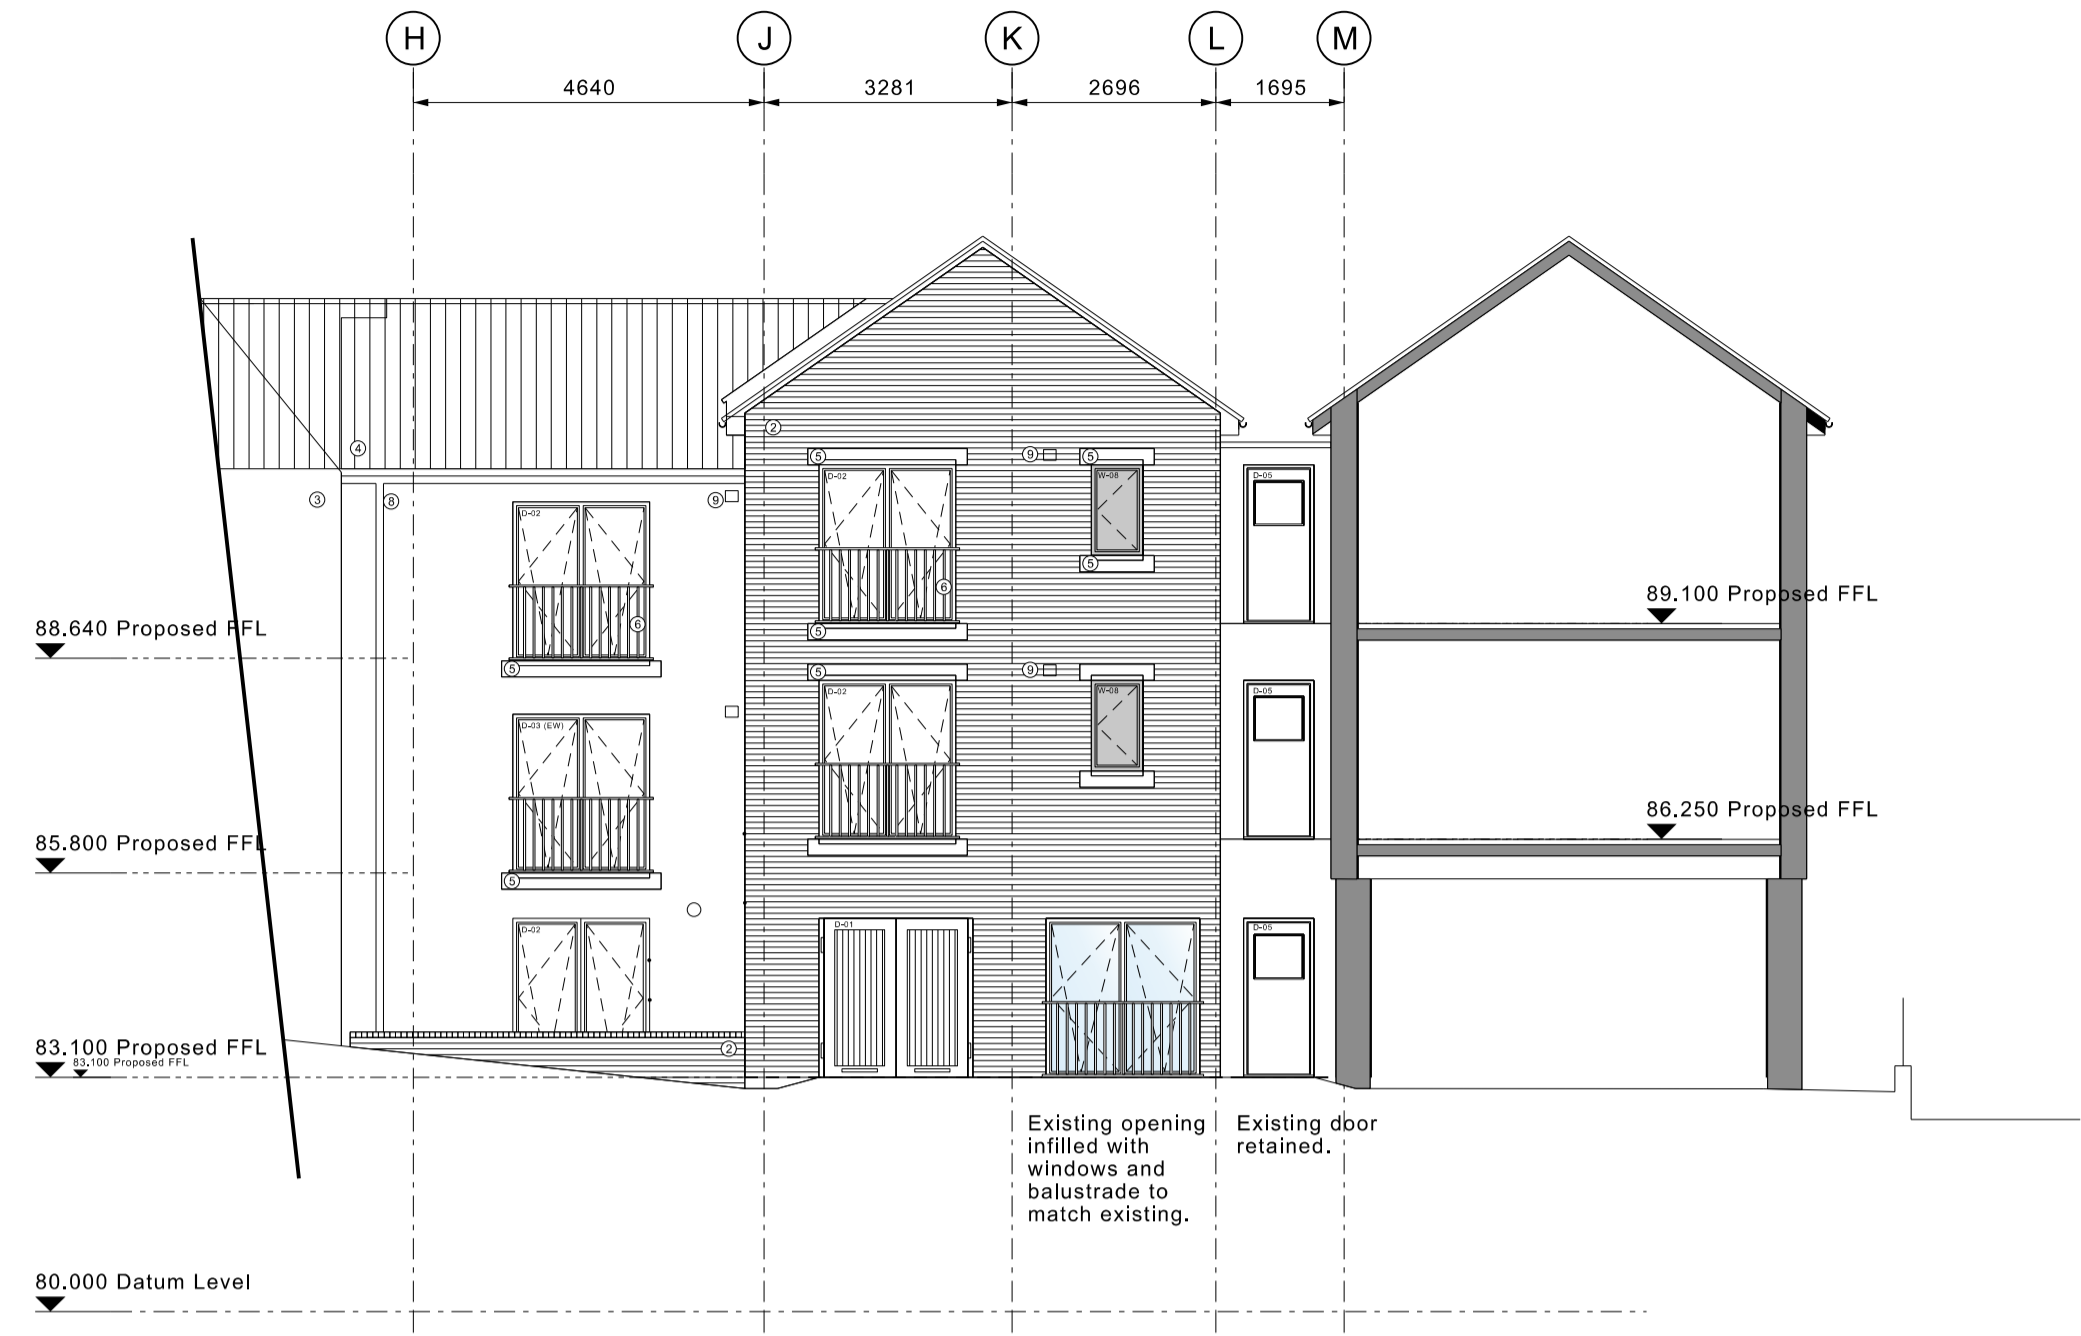 H J K L M
4640 3281 2696 1695
2
4
5 9 5
D-02 W-08 D-05
3 8 9
D-02
5
6
89.100 Proposed FFL
6
88.640 Proposed FFL
5
5
5 9
D-02 W-08 D-05
D-03 (EW)
86.250 Proposed FFL
85.800 Proposed FFL
5
D-02 D-01 D-05
83.100 Proposed FFL
2
83.100 Proposed FFL
Existing opening
infilled with
windows and
balustrade to
match existing.
Existing door
retained.
80.000 Datum Level